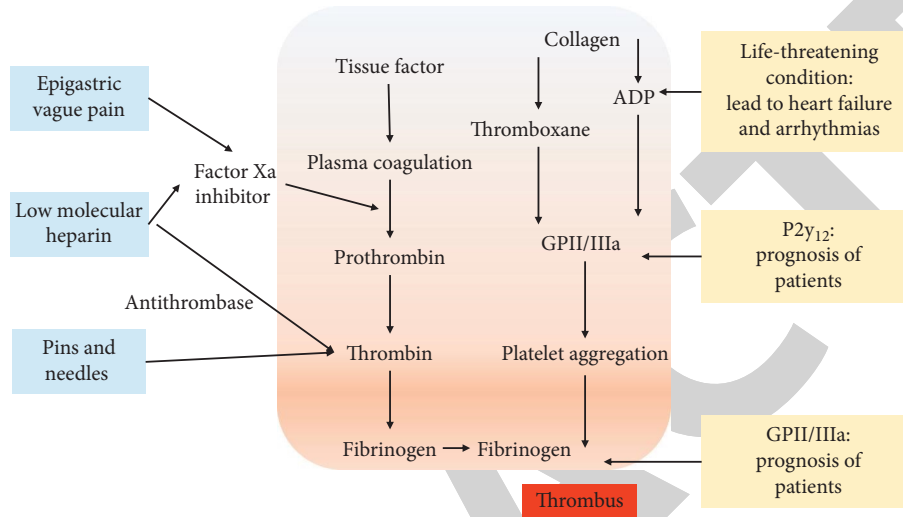 Epigastric
vague pain
Low molecular
heparin
Pins and
needles
Factor Xa
inhibitor
Antithrombase
Tissue factor
Plasma coagulation
Prothrombin
Thrombin
Fibrinogen
Fibrinogen
Collagen
ADP
Thromboxane
GPII/IIIa
Platelet aggregation
Thrombus
Life-threatening
condition:
lead to heart failure
and arrhythmias
P2y₁₂:
prognosis of
patients
GPII/IIIa:
prognosis of
patients